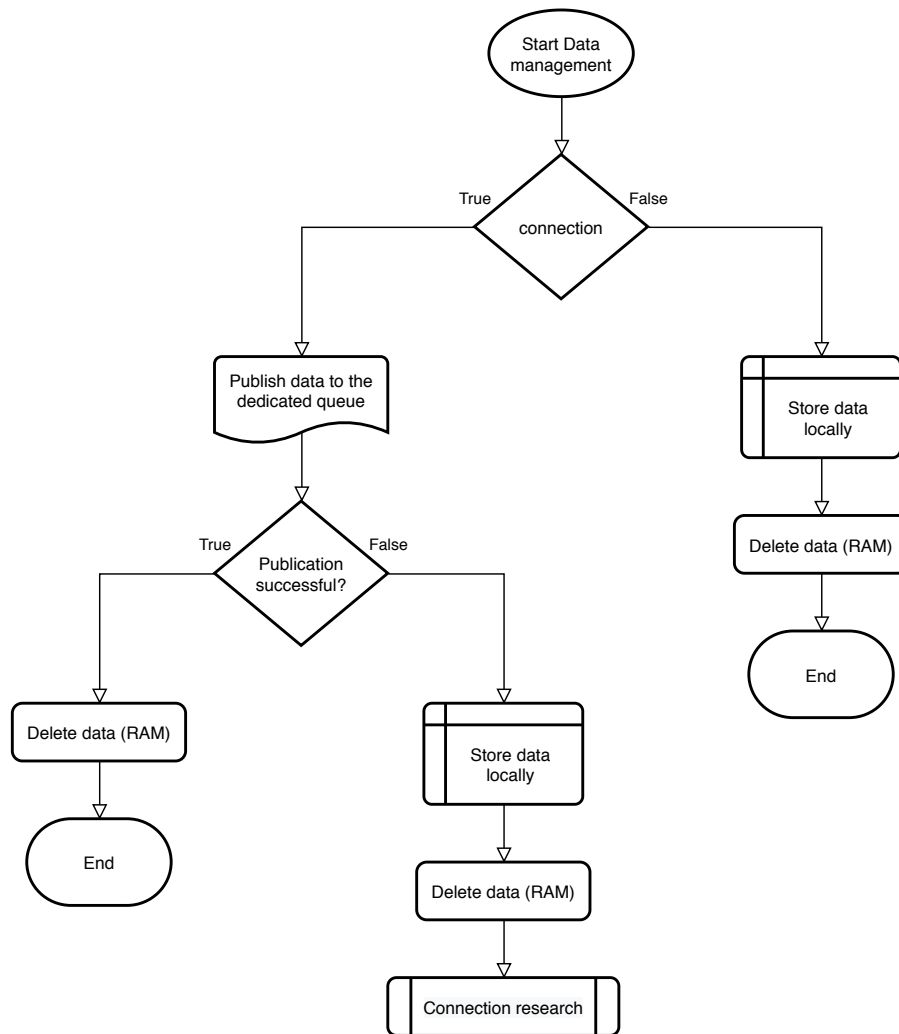 Start Data
management
True
False
connection
Publish data to the
dedicated queue
Store data
locally
Delete data (RAM)
End
True
False
Publication
successful?
Delete data (RAM)
End
Store data
locally
Delete data (RAM)
Connection research